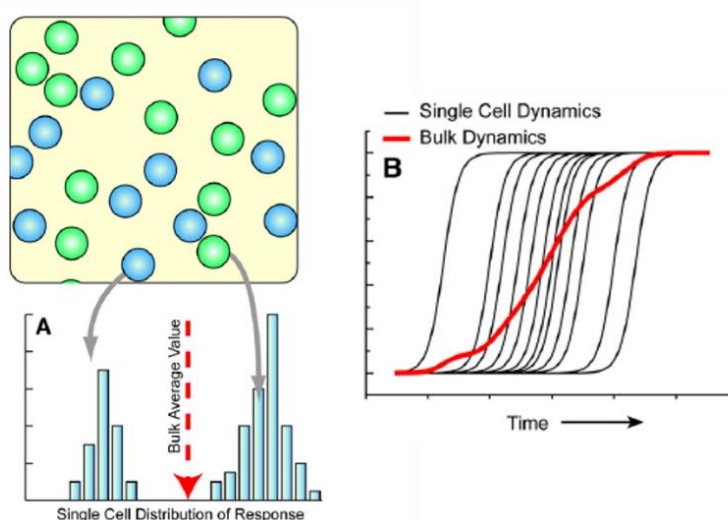 Single Cell Dynamics
Bulk Dynamics
B
A
Bulk Average Value
Time
Single Cell Distribution of Response